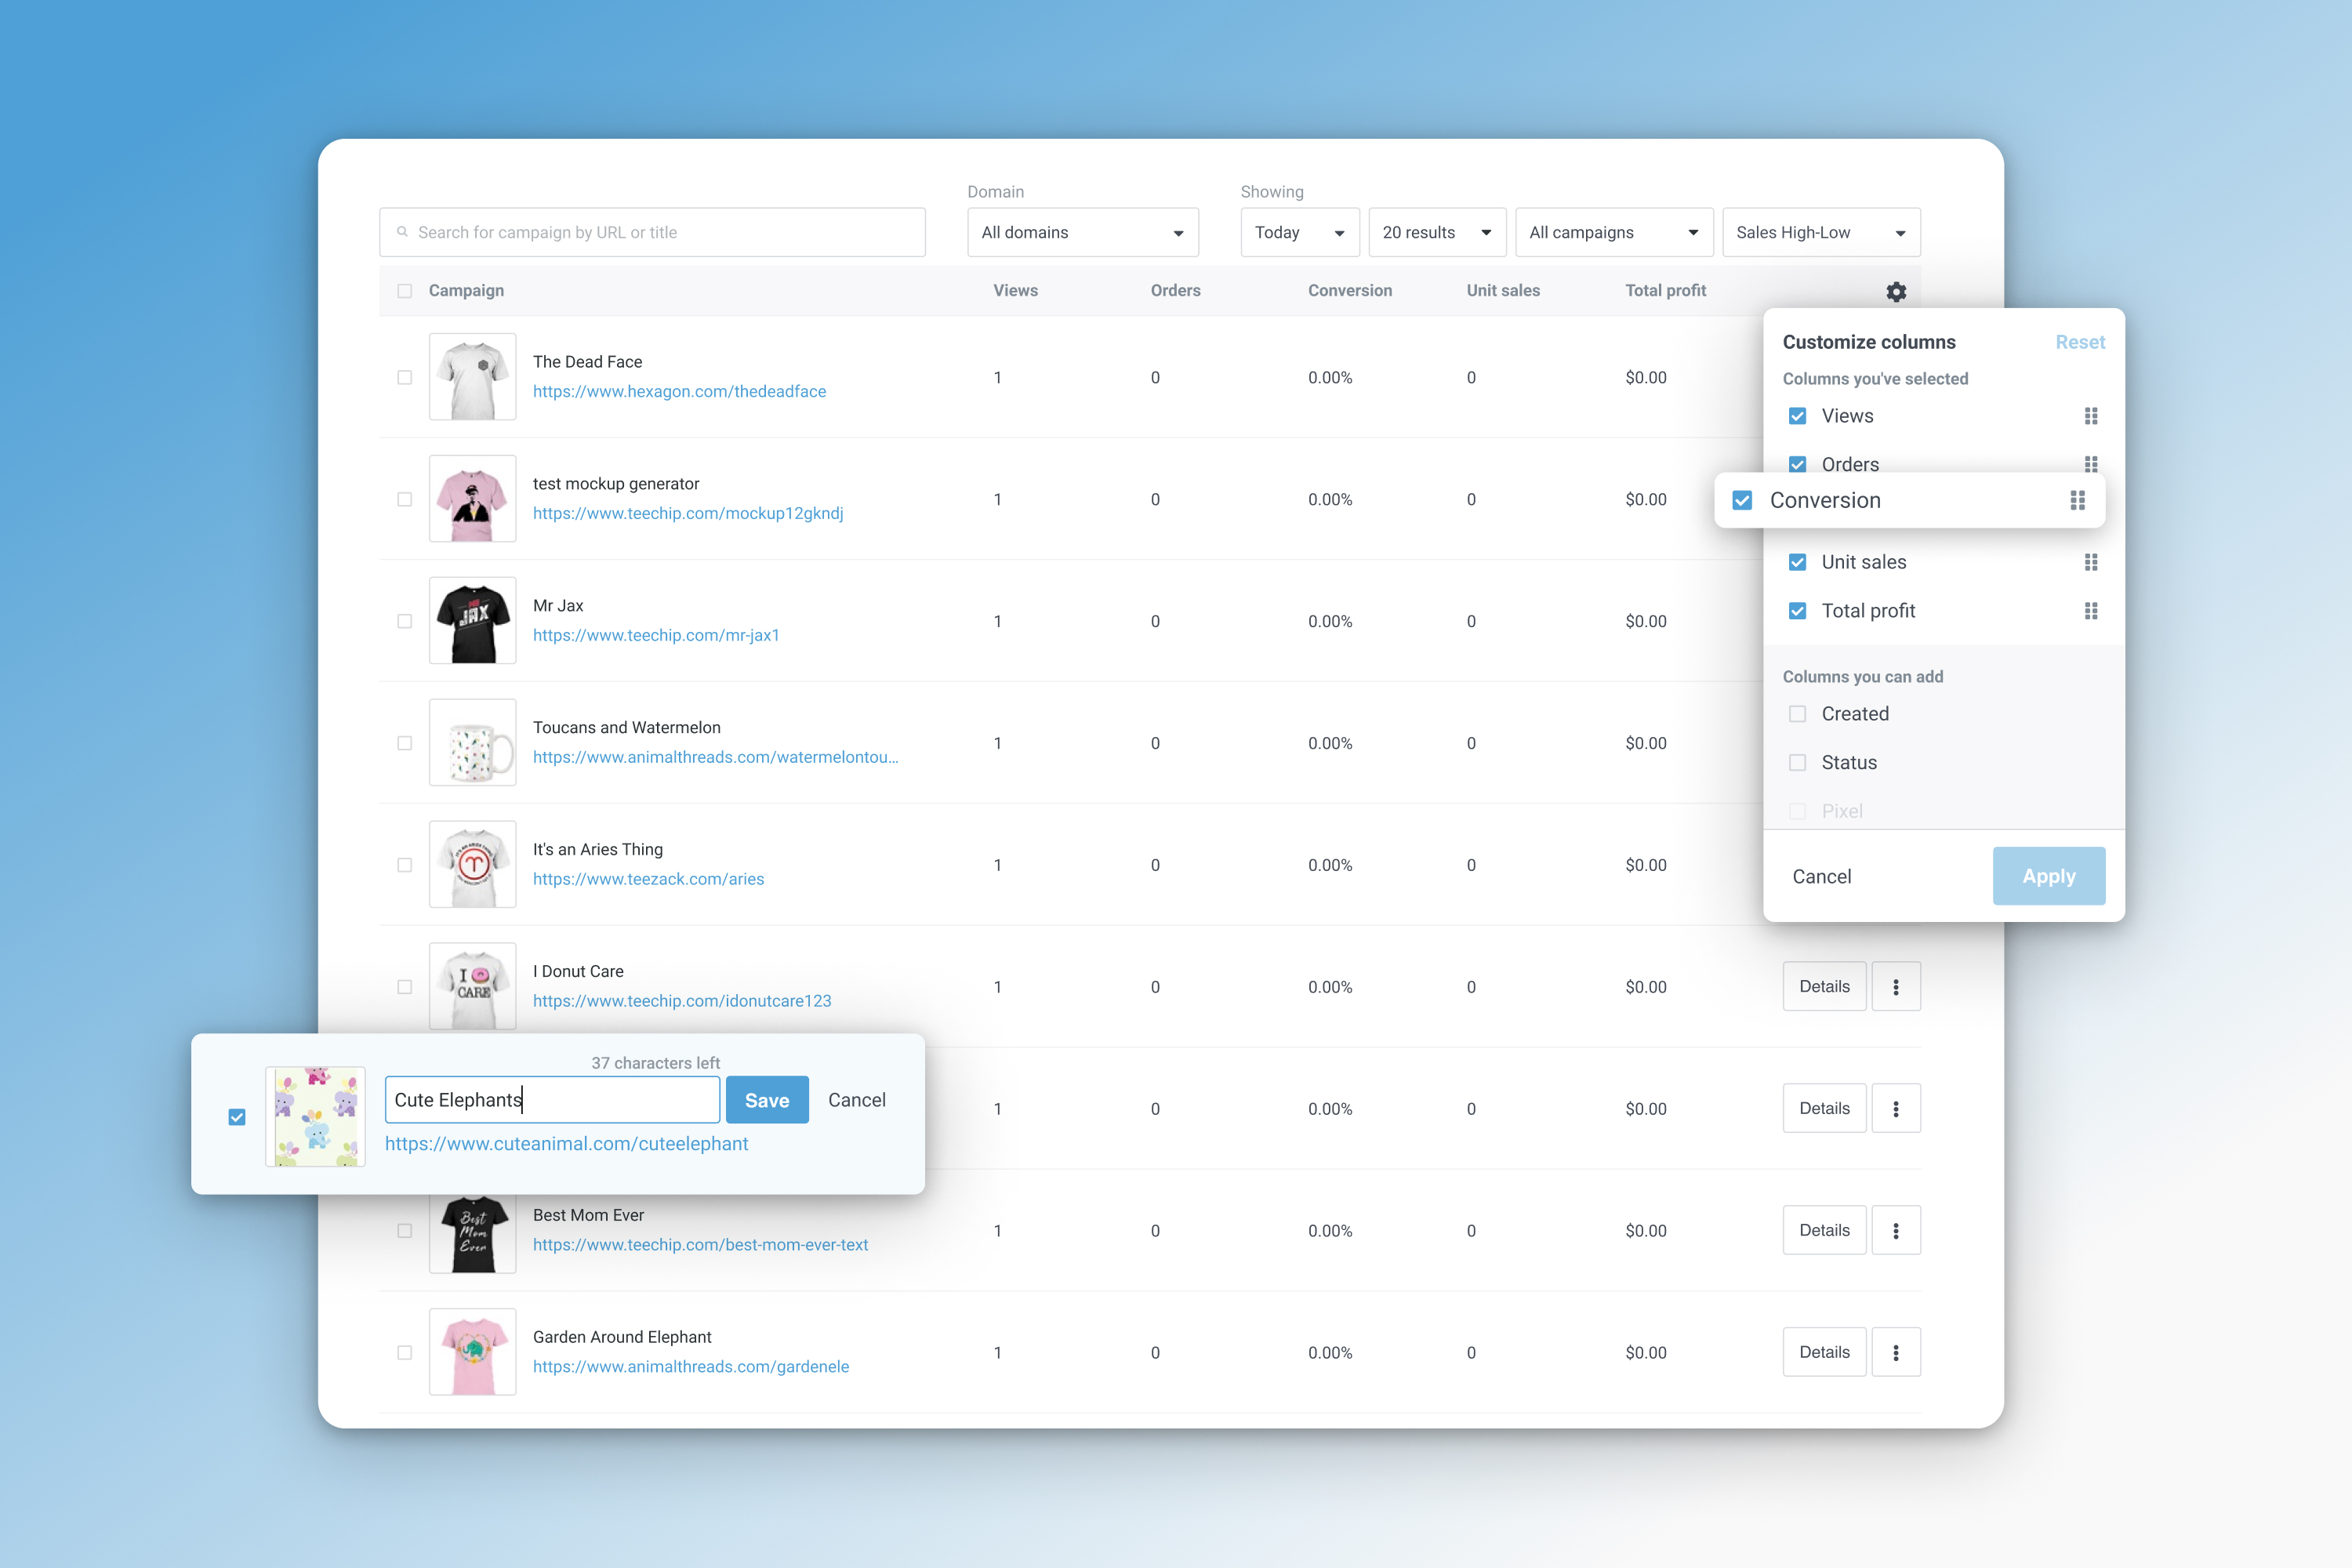 Domain
Showing
Search for campaign by URL or title
All domains
Today
20 results
All campaigns
Sales High-Low
Campaign
Views
Orders
Conversion
Unit sales
Total profit
The Dead Face
https://www.hexagon.com/thedeadface
1
0
0.00%
0
$0.00
test mockup generator
https://www.teechip.com/mockup12gkndj
1
0
0.00%
0
$0.00
MR
JAX
Mr Jax
https://www.teechip.com/mr-jax1
1
0
0.00%
0
$0.00
Toucans and Watermelon
https://www.animalthreads.com/watermelontou...
1
0
0.00%
0
$0.00
IT'S AN ARIES THING
It's an Aries Thing
https://www.teezack.com/aries
1
0
0.00%
0
$0.00
I
CARE
I Donut Care
https://www.teechip.com/idonutcare123
1
0
0.00%
0
$0.00
Details
37 characters left
Cute Elephants
Save
Cancel
https://www.cuteanimal.com/cuteelephant
1
0
0.00%
0
$0.00
Details
Best
Mom
Ever
Best Mom Ever
https://www.teechip.com/best-mom-ever-text
1
0
0.00%
0
$0.00
Details
Garden Around Elephant
https://www.animalthreads.com/gardenele
1
0
0.00%
0
$0.00
Details
Customize columns
Reset
Columns you've selected
Views
Orders
Conversion
Unit sales
Total profit
Columns you can add
Created
Status
Pixel
Cancel
Apply